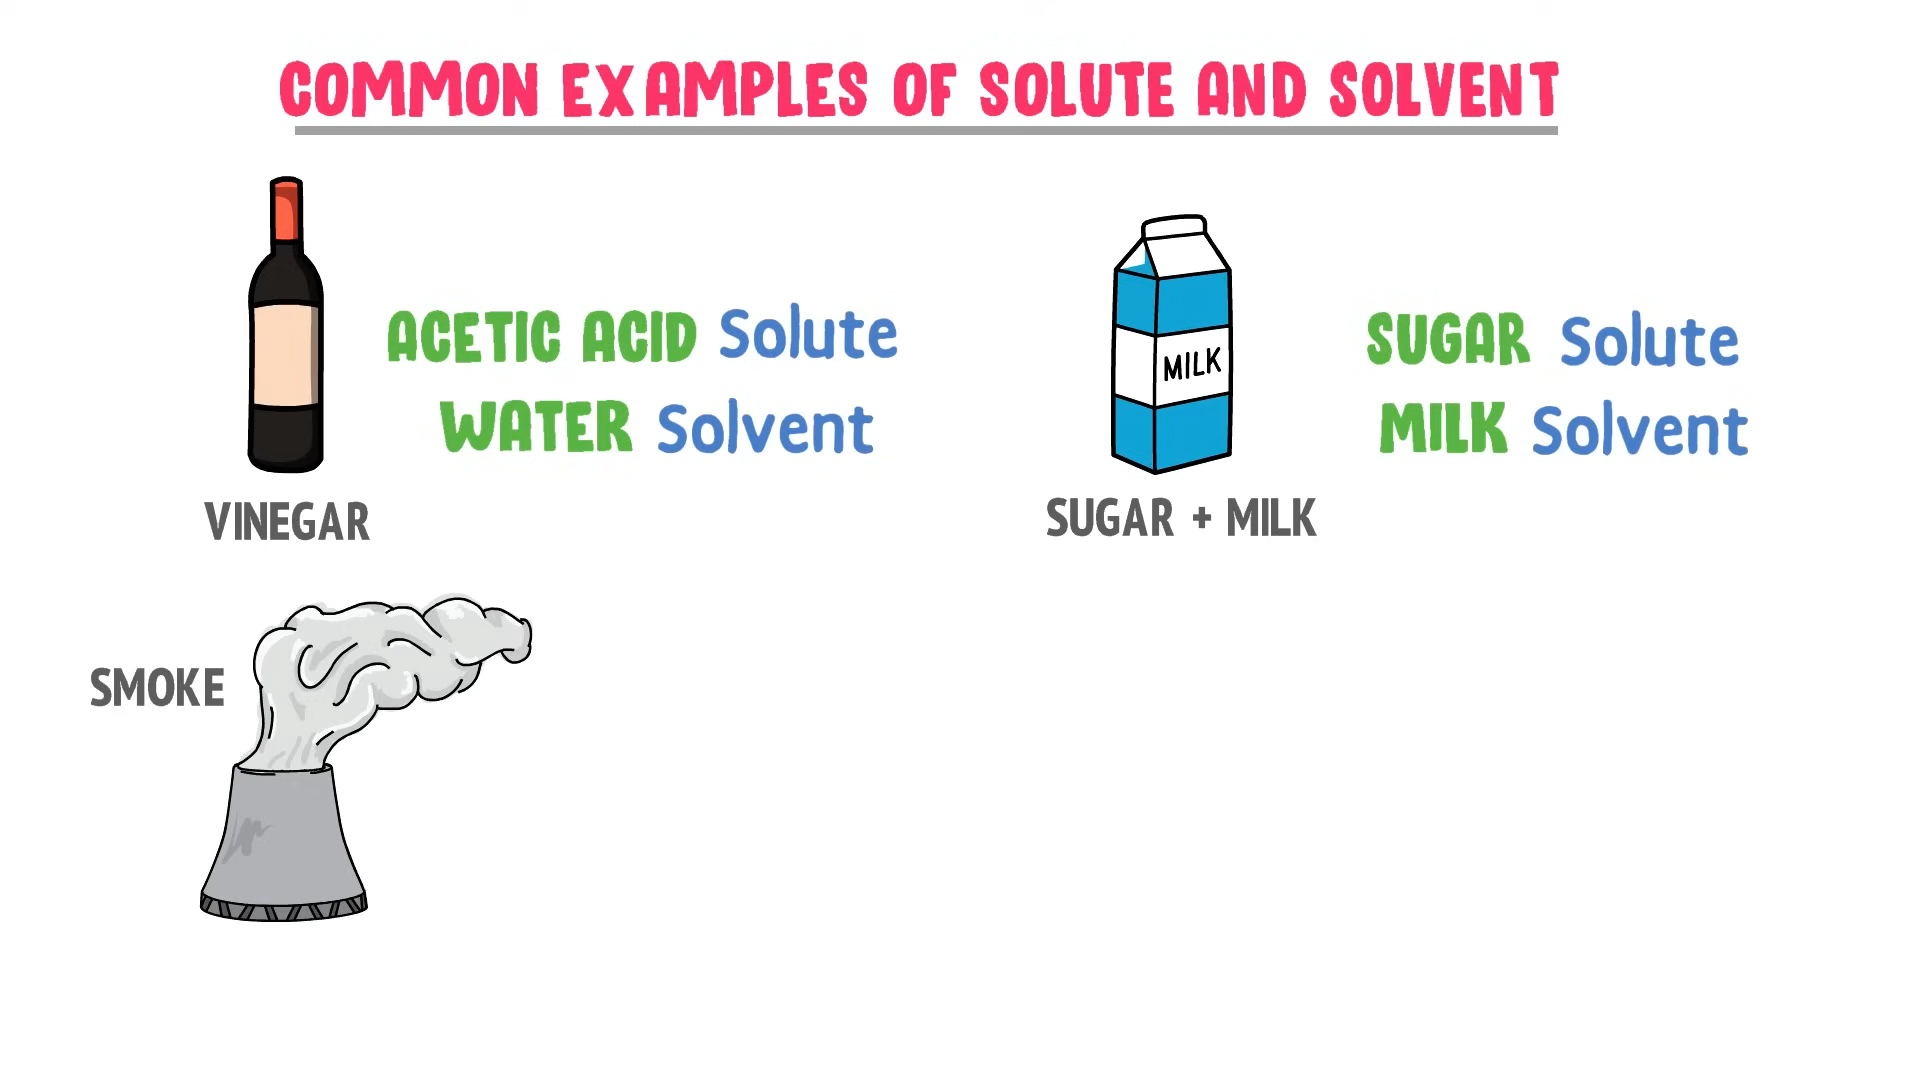 COMMON EXAMPLES OF SOLUTE AND SOLVENT
ACETIC ACID Solute
WATER Solvent
VINEGAR
MILK
SUGAR Solute
MILK Solvent
SUGAR + MILK
SMOKE